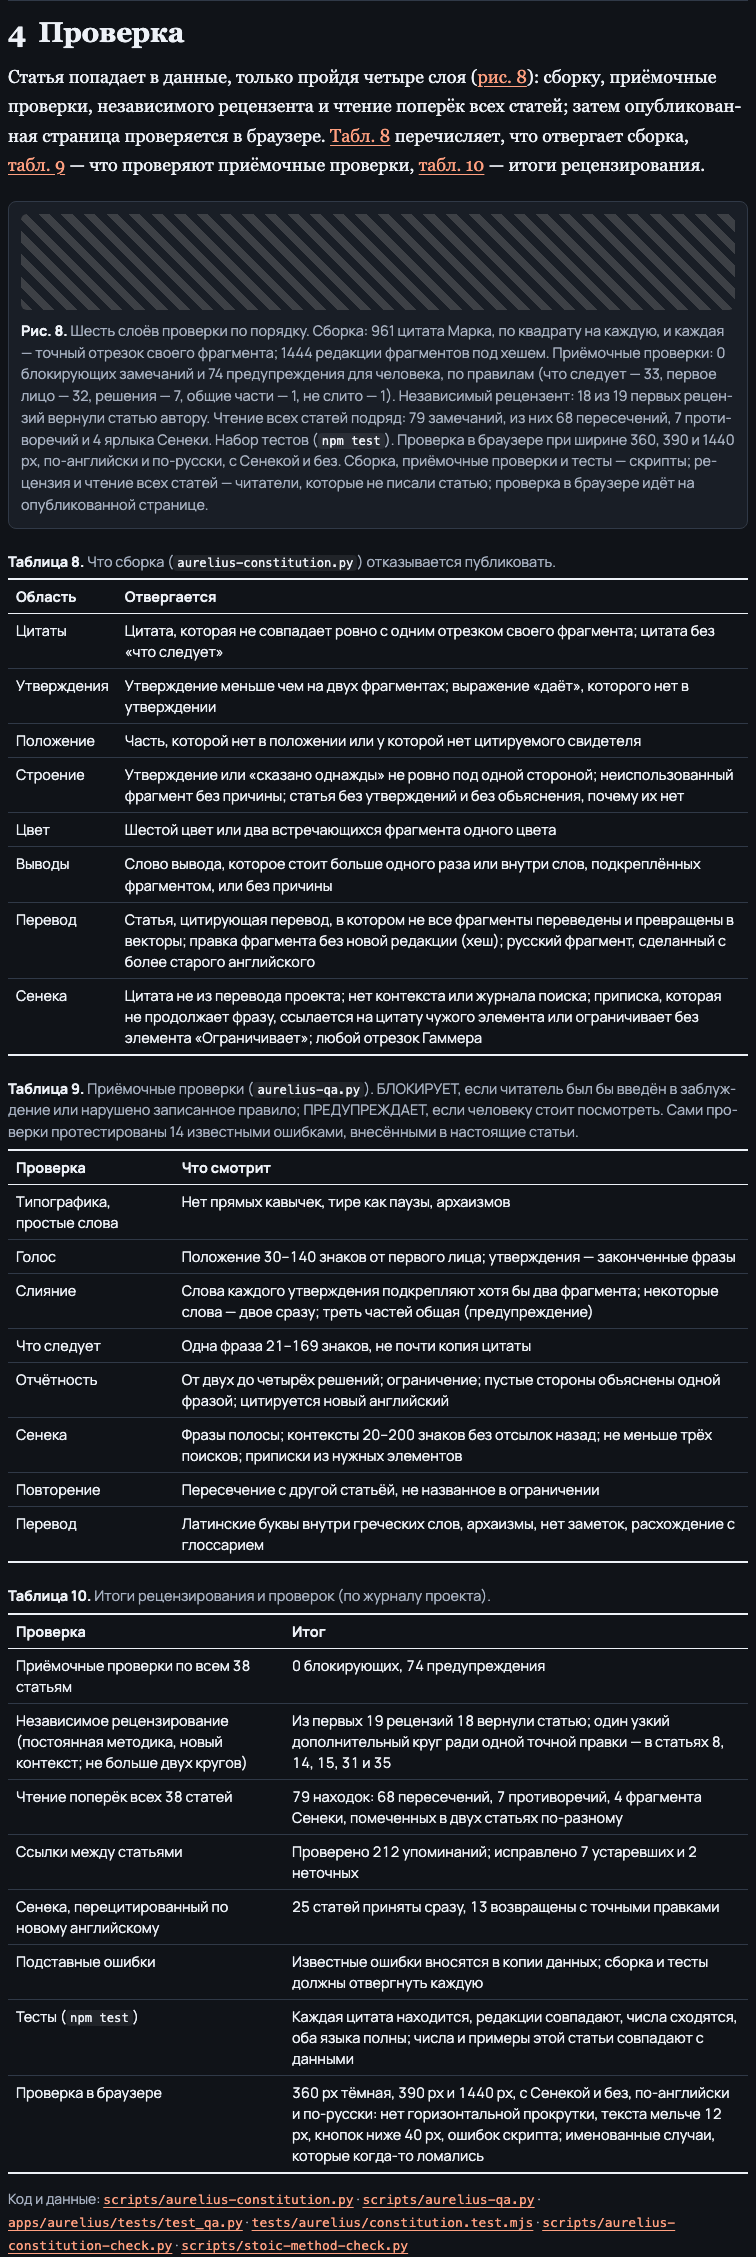 4 Проверка
Статья попадает в данные, только пройдя четыре слоя (рис. 8): сборку, приёмочные
проверки, независимого рецензента и чтение поперёк всех статей; затем опубликован-
ная страница проверяется в браузере. Табл. 8 перечисляет, что отвергает сборка,
табл. 9 — что проверяют приёмочные проверки, табл. 10 — итоги рецензирования.
Рис. 8. Шесть слоёв проверки по порядку. Сборка: 961 цитата Марка, по квадрату на каждую, и каждая
— точный отрезок своего фрагмента; 1444 редакции фрагментов под хешем. Приёмочные проверки: 0
блокирующих замечаний и 74 предупреждения для человека, по правилам (что следует — 33, первое
лицо — 32, решения — 7, общие части — 1, не слито — 1). Независимый рецензент: 18 из 19 первых рецен-
зий вернули статью автору. Чтение всех статей подряд: 79 замечаний, из них 68 пересечений, 7 проти-
воречий и 4 ярлыка Сенеки. Набор тестов (npm test). Проверка в браузере при ширине 360, 390 и 1440
px, по-английски и по-русски, с Сенекой и без. Сборка, приёмочные проверки и тесты — скрипты; ре-
цензия и чтение всех статей — читатели, которые не писали статью; проверка в браузере идёт на
опубликованной странице.
Таблица 8. Что сборка (aurelius-constitution.py) отказывается публиковать.
Область Отвергается
Цитаты Цитата, которая не совпадает ровно с одним отрезком своего фрагмента; цитата без
«что следует»
Утверждения Утверждение меньше чем на двух фрагментах; выражение «даёт», которого нет в
утверждении
Положение Часть, которой нет в положении или у которой нет цитируемого свидетеля
Строение Утверждение или «сказано однажды» не ровно под одной стороной; неиспользованный
фрагмент без причины; статья без утверждений и без объяснения, почему их нет
Цвет Шестой цвет или два встречающихся фрагмента одного цвета
Выводы Слово вывода, которое стоит больше одного раза или внутри слов, подкреплённых
фрагментом, или без причины
Перевод Статья, цитирующая перевод, в котором не все фрагменты переведены и превращены в
векторы; правка фрагмента без новой редакции (хеш); русский фрагмент, сделанный с
более старого английского
Сенека Цитата не из перевода проекта; нет контекста или журнала поиска; приписка, которая
не продолжает фразу, ссылается на цитату чужого элемента или ограничивает без
элемента «Ограничивает»; любой отрезок Гаммера
Таблица 9. Приёмочные проверки (aurelius-qa.py). БЛОКИРУЕТ, если читатель был бы введён в заблуж-
дение или нарушено записанное правило; ПРЕДУПРЕЖДАЕТ, если человеку стоит посмотреть. Сами про-
верки протестированы 14 известными ошибками, внесёнными в настоящие статьи.
Проверка Что смотрит
Типографика, Нет прямых кавычек, тире как паузы, архаизмов
простые слова
Голос Положение 30–140 знаков от первого лица; утверждения — законченные фразы
Слияние Слова каждого утверждения подкрепляют хотя бы два фрагмента; некоторые
слова — двое сразу; треть частей общая (предупреждение)
Что следует Одна фраза 21–169 знаков, не почти копия цитаты
Отчётность От двух до четырёх решений; ограничение; пустые стороны объяснены одной
фразой; цитируется новый английский
Сенека Фразы полосы; контексты 20–200 знаков без отсылок назад; не меньше трёх
поисков; приписки из нужных элементов
Повторение Пересечение с другой статьёй, не названное в ограничении
Перевод Латинские буквы внутри греческих слов, архаизмы, нет заметок, расхождение с
глоссарием
Таблица 10. Итоги рецензирования и проверок (по журналу проекта).
Проверка Итог
Приёмочные проверки по всем 38 0 блокирующих, 74 предупреждения
статьям
Независимое рецензирование Из первых 19 рецензий 18 вернули статью; один узкий
(постоянная методика, новый дополнительный круг ради одной точной правки — в статьях 8,
контекст; не больше двух кругов) 14, 15, 31 и 35
Чтение поперёк всех 38 статей 79 находок: 68 пересечений, 7 противоречий, 4 фрагмента
Сенеки, помеченных в двух статьях по-разному
Ссылки между статьями Проверено 212 упоминаний; исправлено 7 устаревших и 2
неточных
Сенека, перецитированный по 25 статей приняты сразу, 13 возвращены с точными правками
новому английскому
Подставные ошибки Известные ошибки вносятся в копии данных; сборка и тесты
должны отвергнуть каждую
Тесты (npm test) Каждая цитата находится, редакции совпадают, числа сходятся,
оба языка полны; числа и примеры этой статьи совпадают с
данными
Проверка в браузере 360 px тёмная, 390 px и 1440 px, с Сенекой и без, по-английски
и по-русски: нет горизонтальной прокрутки, текста мельче 12
px, кнопок ниже 40 px, ошибок скрипта; именованные случаи,
которые когда-то ломались
Код и данные: scripts/aurelius-constitution.py · scripts/aurelius-qa.py ·
apps/aurelius/tests/test_qa.py · tests/aurelius/constitution.test.mjs · scripts/aurelius-
constitution-check.py · scripts/stoic-method-check.py